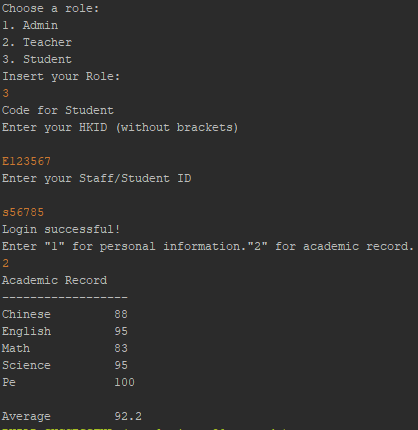 Choose a role:
1. Admin
2. Teacher
3. Student
Insert your Role:
3
Code for Student
Enter your HKID (without brackets)
E123567
Enter your Staff/Student ID
s56785
Login successful!
Enter "1" for personal information."2" for academic record.
2
Academic Record
------------------
Chinese 88
English 95
Math 83
Science 95
Pe 100
Average 92.2